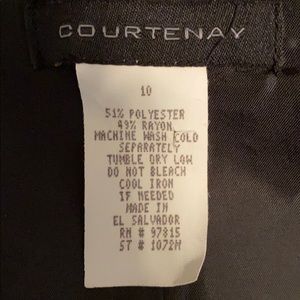 COURTENAY
10
51% POLYESTER
49% RAYON
MACHINE WASH COLD
SEPARATELY
TUMBLE DRY LOW
DO NOT BLEACH
COOL IRON
IF NEEDED
MADE IN
EL SALVADOR
RN # 97815
ST # 1072M